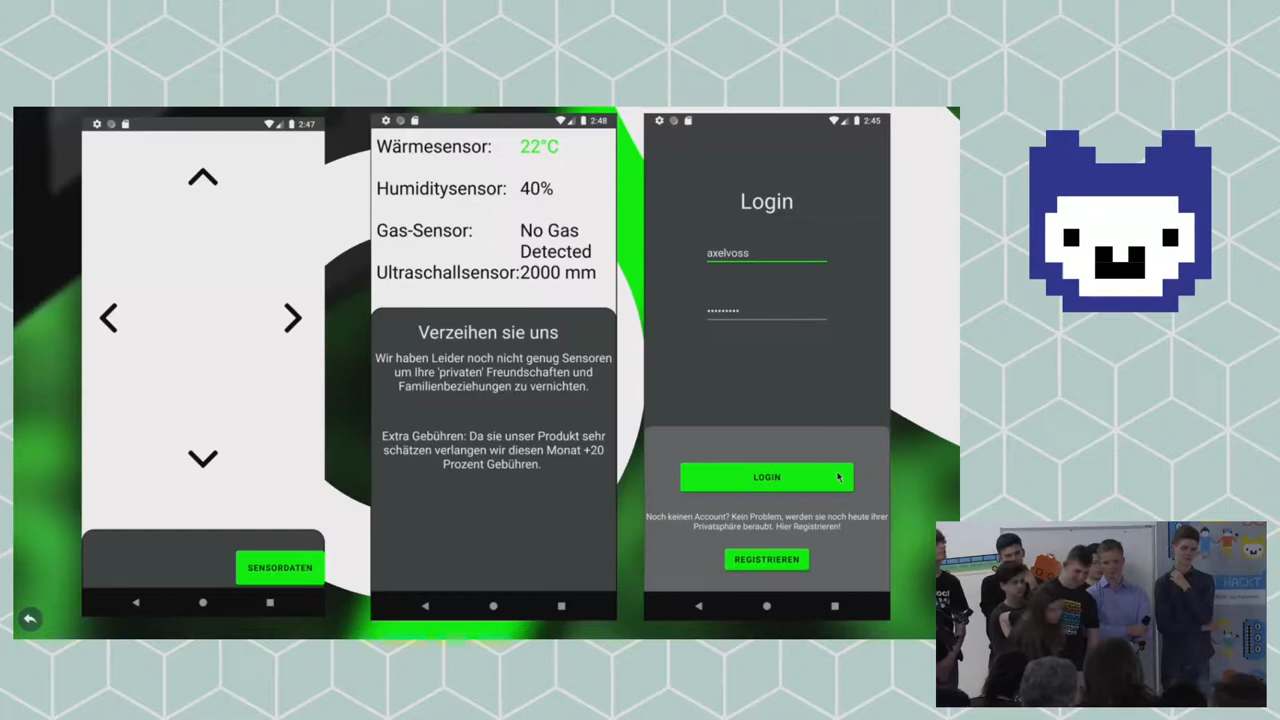 2:47
SENSORDATEN
2:48
Wärmesensor: 22°C
Humiditysensor: 40%
Gas-Sensor: No Gas
Detected
Ultraschallsensor:2000 mm
Verzeihen sie uns
Wir haben Leider noch nicht genug Sensoren
um Ihre 'privaten' Freundschaften und
Familienbeziehungen zu vernichten.
Extra Gebühren: Da sie unser Produkt sehr
schätzen verlangen wir diesen Monat +20
Prozent Gebühren.
2:45
Login
axelvoss
LOGIN
Noch keinen Account? Kein Problem, werden sie noch heute ihrer
Privatsphäre beraubt. Hier Registrieren!
REGISTRIEREN
HACKT